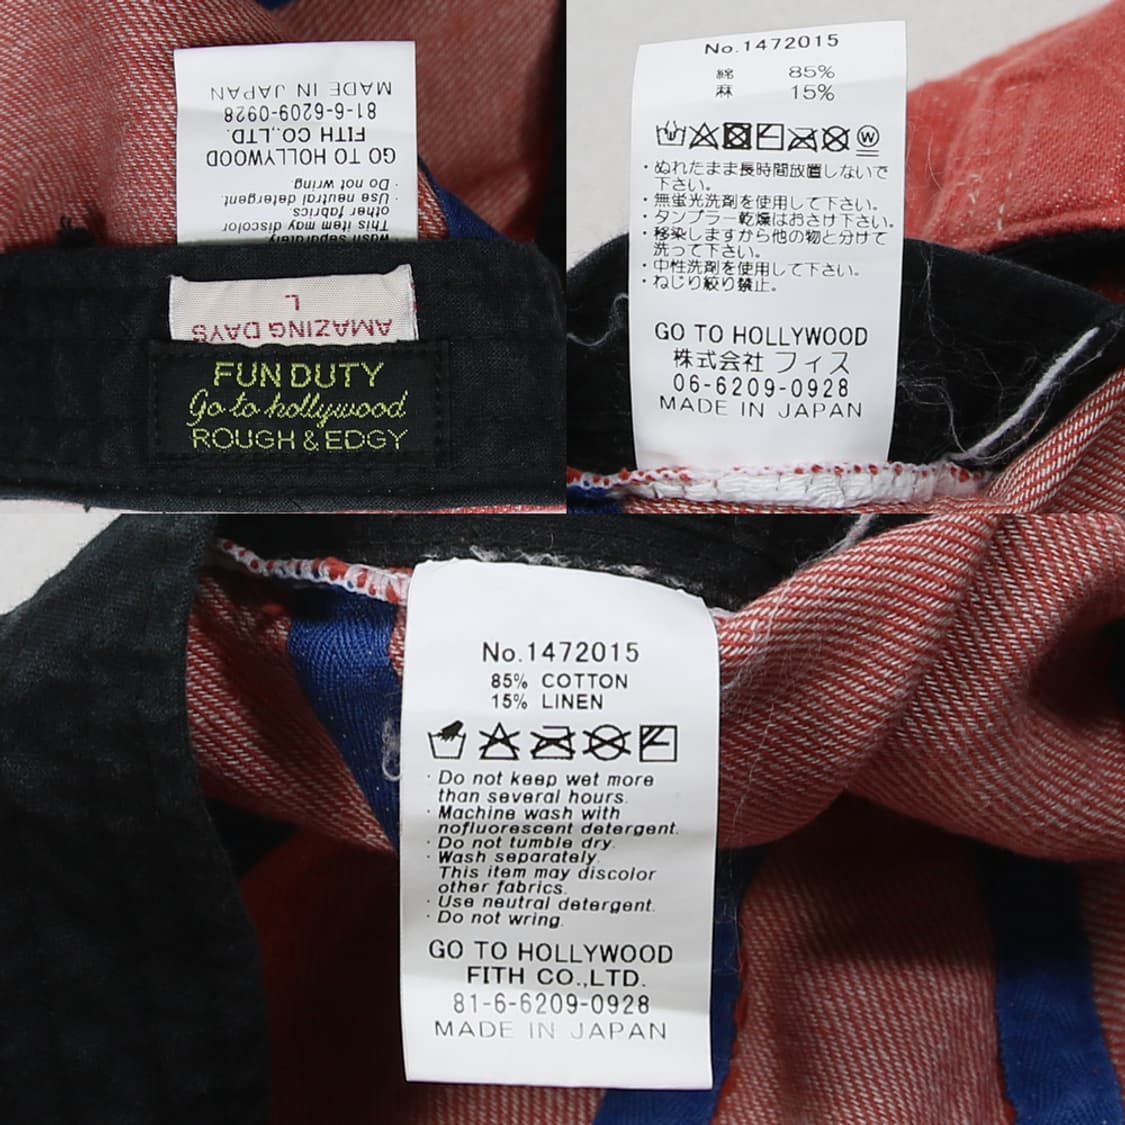 MADE IN JAPAN
81-6-6209-0928
FITH CO.,LTD.
GO TO HOLLYWOOD
· Do not wring.
· Use neutral detergent.
other fabrics.
This item may discolor
· Wash separately.
L
AMAZING DAYS
FUN DUTY
Go to hollywood
ROUGH & EDGY
No.1472015
綿 85%
麻 15%
W
・ぬれたまま長時間放置しないで
下さい。
・無蛍光洗剤を使用して下さい。
・タンブラー乾燥はおさけ下さい。
・移染しますから他の物と分けて
洗って下さい。
・中性洗剤を使用して下さい。
・ねじり絞り禁止。
GO TO HOLLYWOOD
株式会社 フィス
06-6209-0928
MADE IN JAPAN
No.1472015
85% COTTON
15% LINEN
· Do not keep wet more
than several hours.
· Machine wash with
nofluorescent detergent.
· Do not tumble dry.
· Wash separately.
This item may discolor
other fabrics.
· Use neutral detergent.
· Do not wring.
GO TO HOLLYWOOD
FITH CO.,LTD.
81-6-6209-0928
MADE IN JAPAN